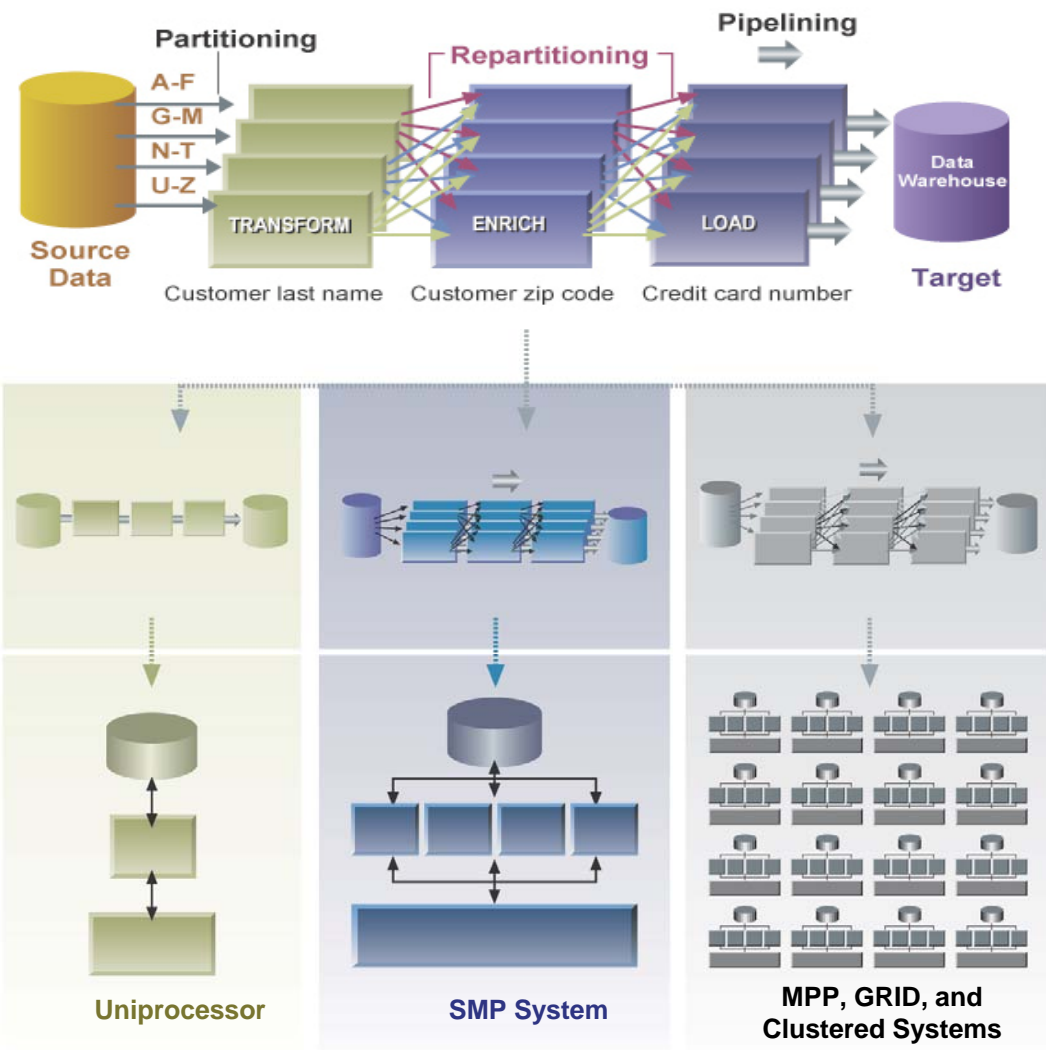 Partitioning
Pipelining
Repartitioning
A-F
G-M
N-T
U-Z
TRANSFORM
ENRICH
LOAD
Data
Warehouse
Source
Data
Target
Customer last name
Customer zip code
Credit card number
Uniprocessor
SMP System
MPP, GRID, and
Clustered Systems